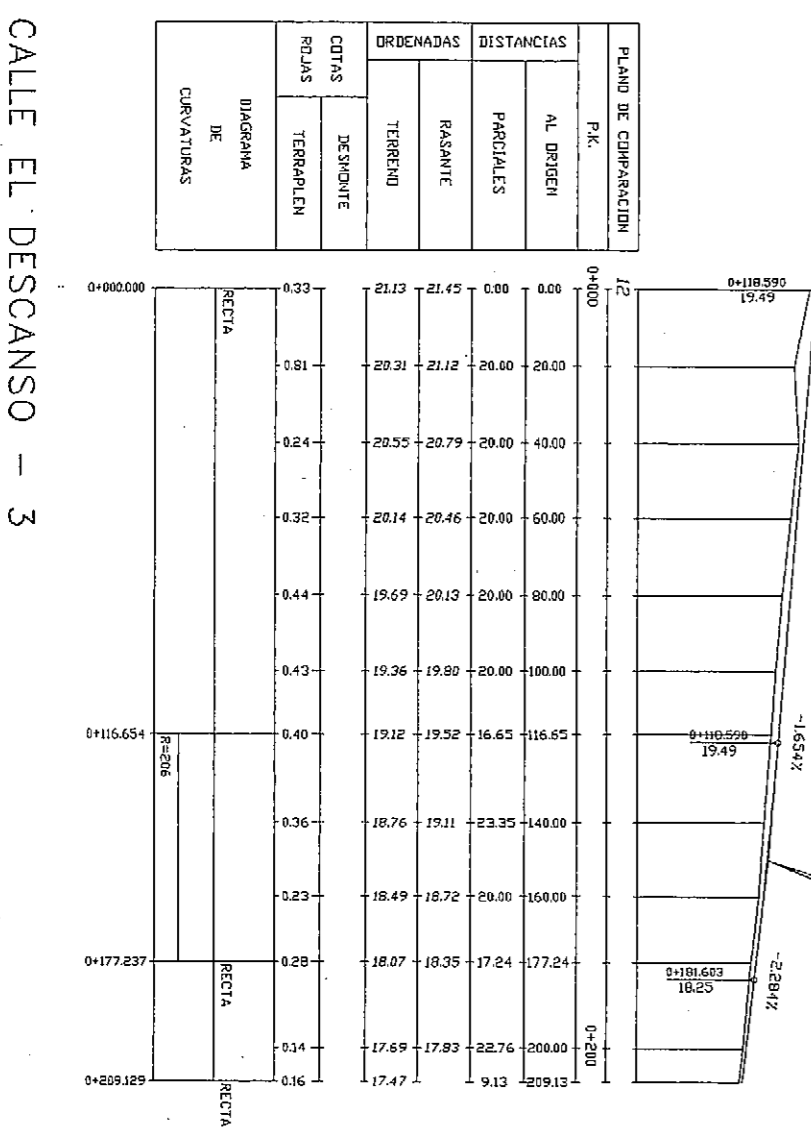 CALLE EL DESCANSO - 3
PLANO DE COMPARACION
12
0+118.590
19.49
-1.654%
0+118.590
19.49
-2.284%
0+181.603
18.25
P.K.
0+000
0+200
DISTANCIAS
AL ORIGEN
0.00 20.00 40.00 60.00 80.00 100.00 116.65 140.00 160.00 177.24 200.00 209.13
PARCIALES
0.00 20.00 20.00 20.00 20.00 20.00 16.65 23.35 20.00 17.24 22.76 9.13
ORDENADAS
RASANTE
21.45 21.12 20.79 20.46 20.13 19.80 19.52 19.11 18.72 18.35 17.83
TERRENO
21.13 20.31 20.55 20.14 19.69 19.36 19.12 18.76 18.49 18.07 17.69 17.47
COTAS
ROJAS
DESMONTE
TERRAPLEN
0.33 0.81 0.24 0.32 0.44 0.43 0.40 0.36 0.23 0.28 0.14 0.16
DIAGRAMA
DE
CURVATURAS
RECTA
R=206
RECTA
RECTA
0+000.000
0+116.654
0+177.237
0+209.129